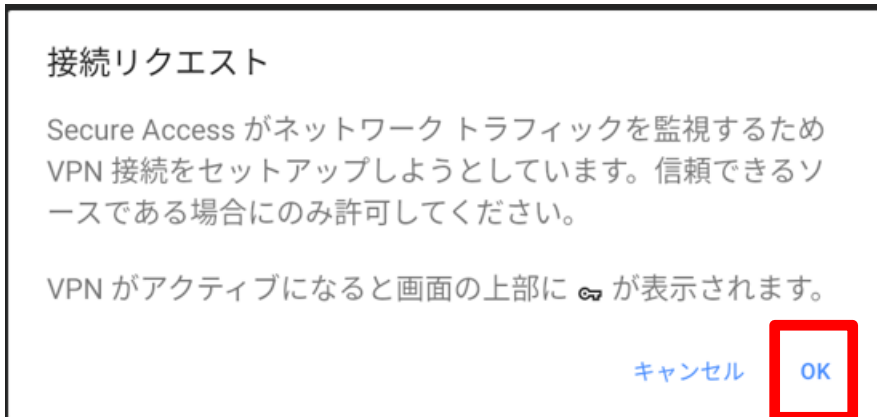 接続リクエスト
Secure Access がネットワーク トラフィックを監視するため
VPN 接続をセットアップしようとしています。信頼できるソ
ースである場合にのみ許可してください。
VPN がアクティブになると画面の上部に が表示されます。
キャンセル OK